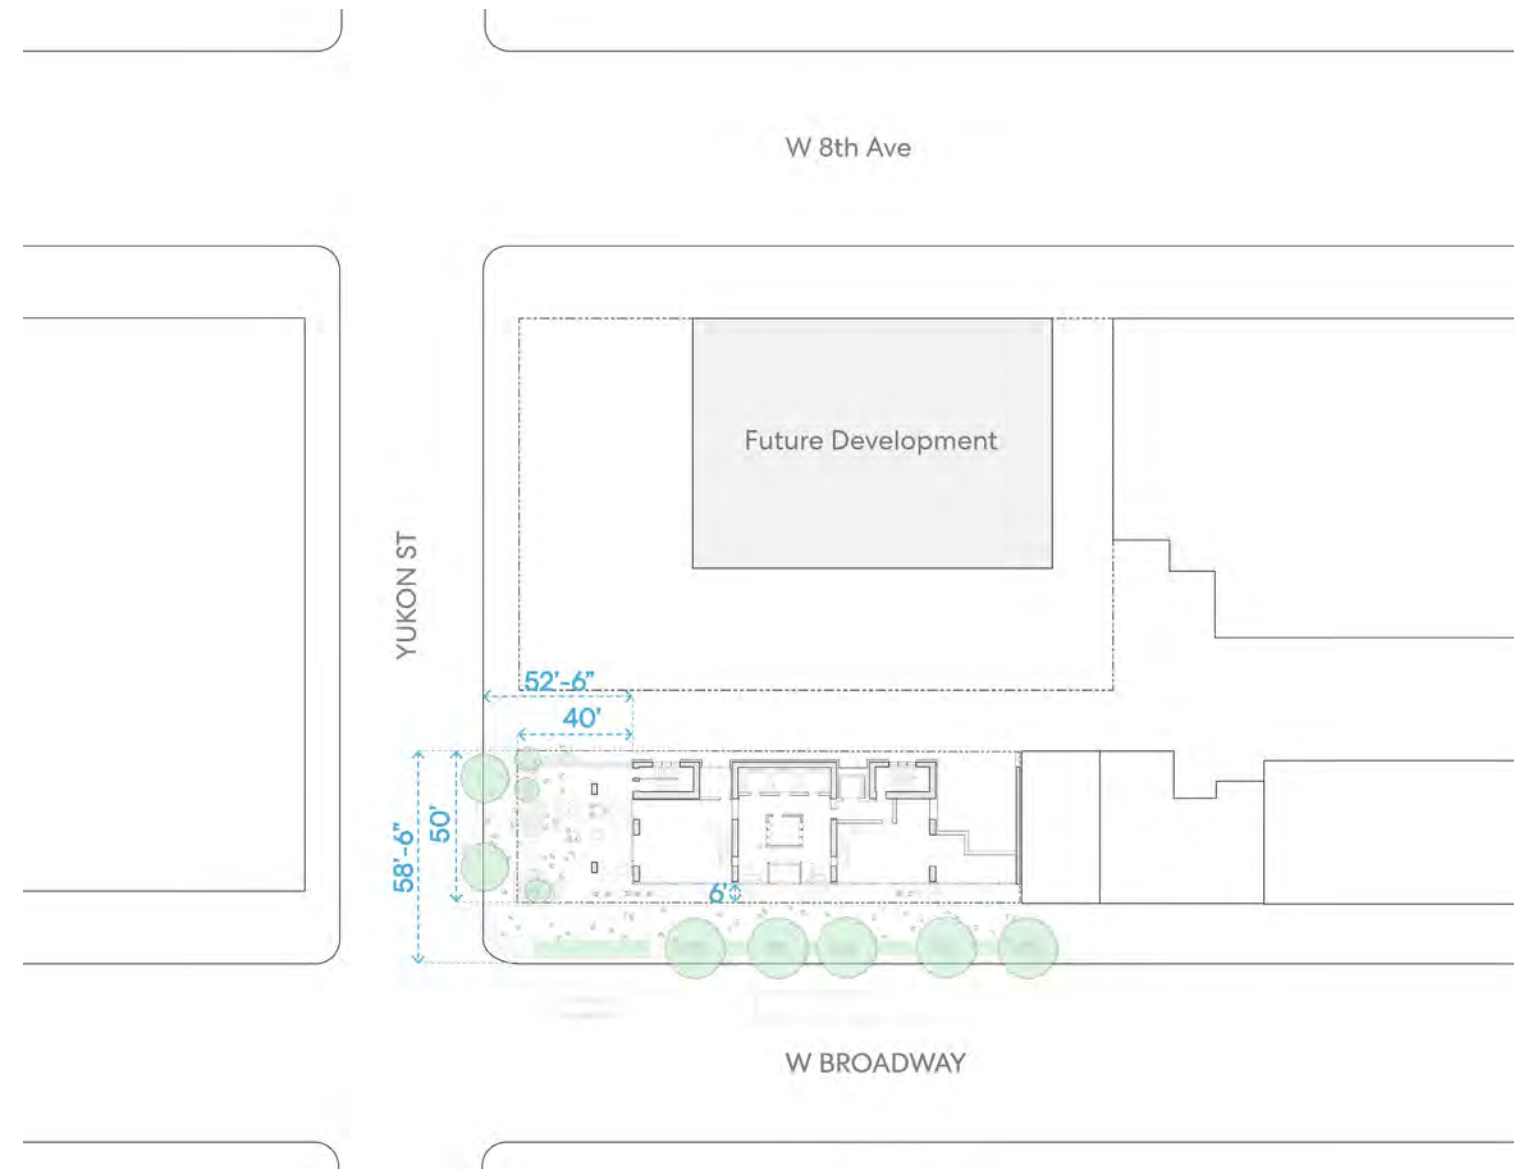 W 8th Ave
Future Development
YUKON ST
52'-6"
40'
58'-6"
50'
6'
W BROADWAY